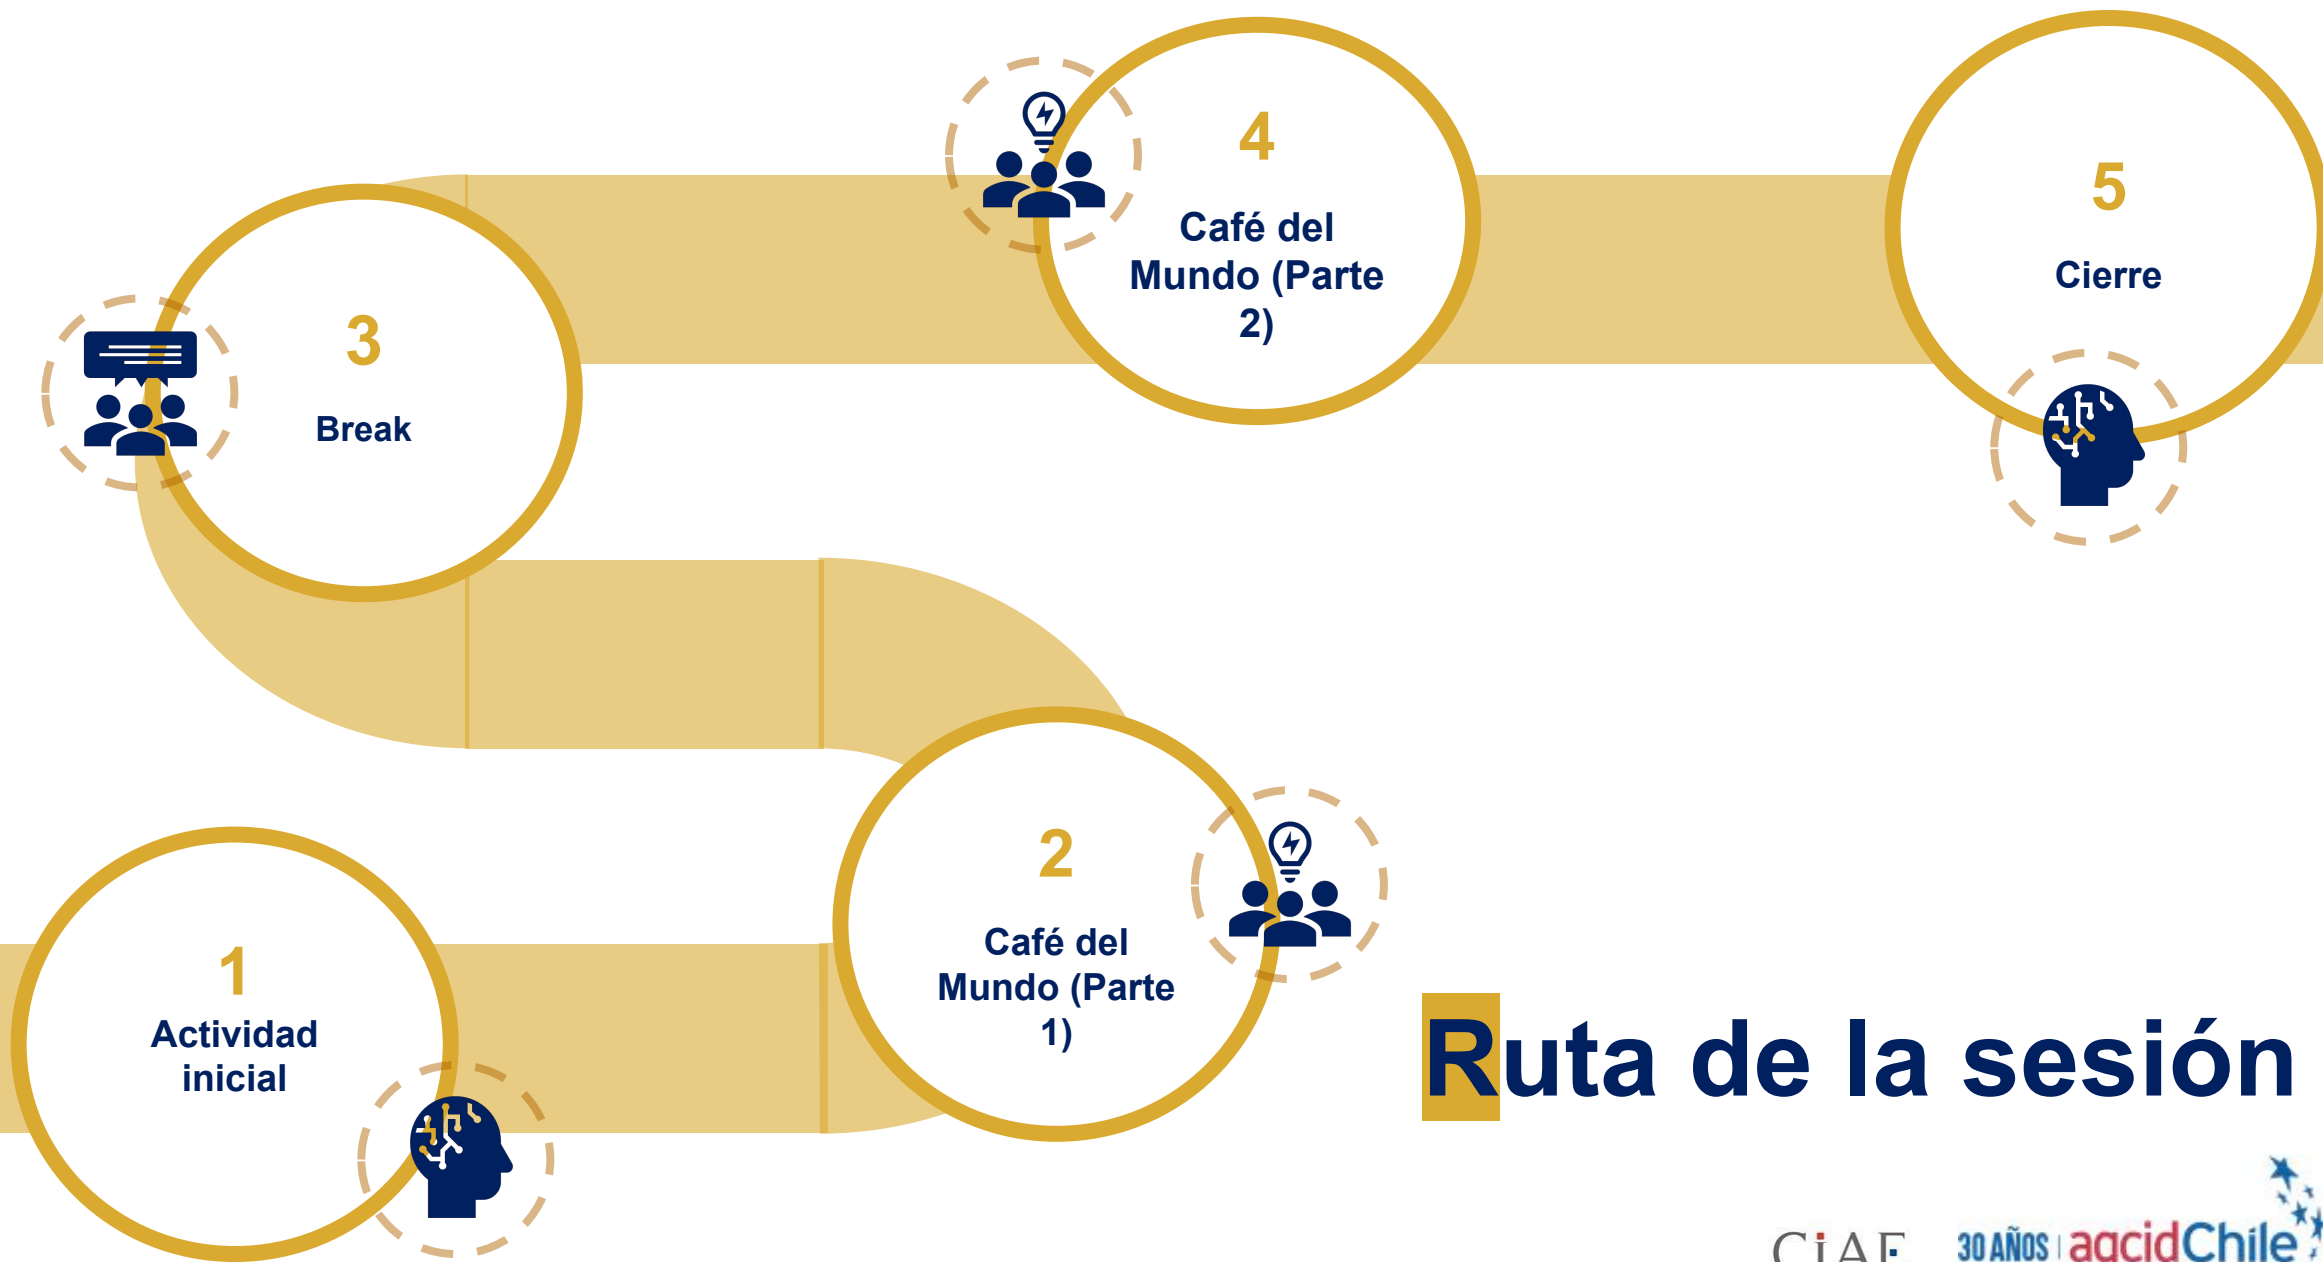 4
Café del
Mundo (Parte
2)
5
Cierre
3
Break
2
Café del
Mundo (Parte
1)
1
Actividad
inicial
Ruta de la sesión
CiAE
30 AÑOS
agcidChile